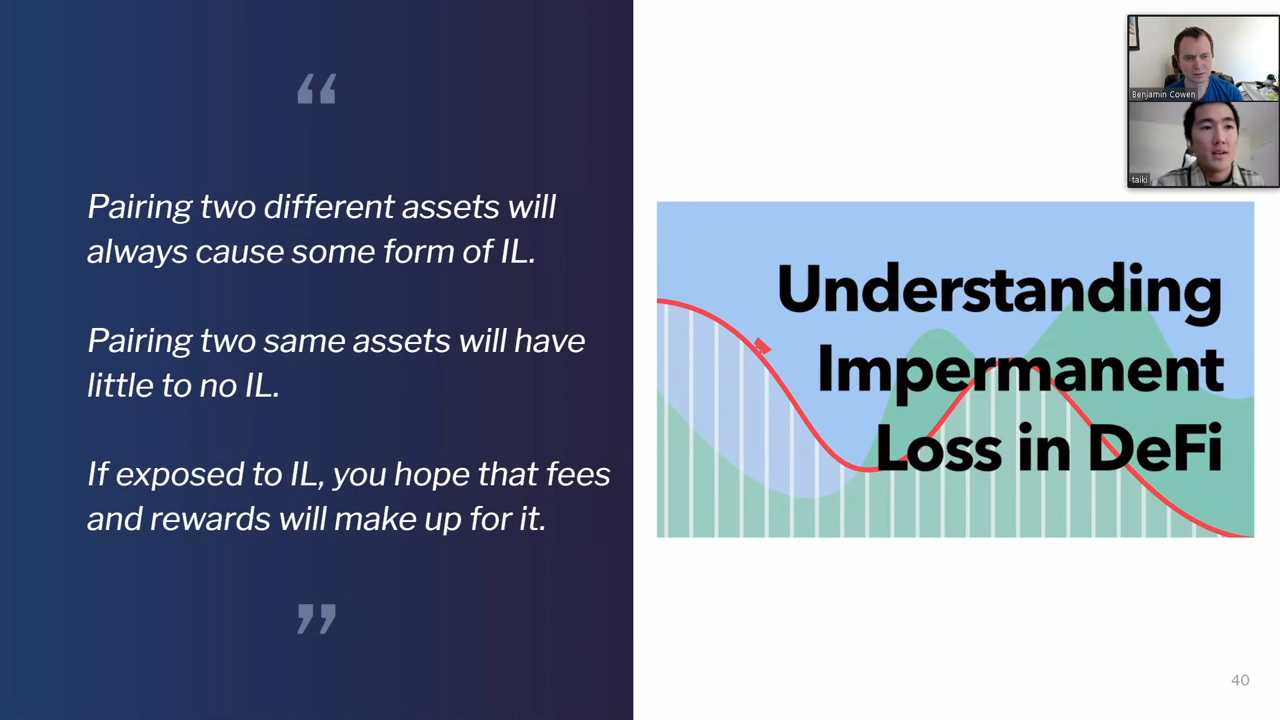 “
Pairing two different assets will
always cause some form of IL.
Pairing two same assets will have
little to no IL.
If exposed to IL, you hope that fees
and rewards will make up for it.
”
Understanding
Impermanent
Loss in DeFi
Benjamin Cowen
taiki
40